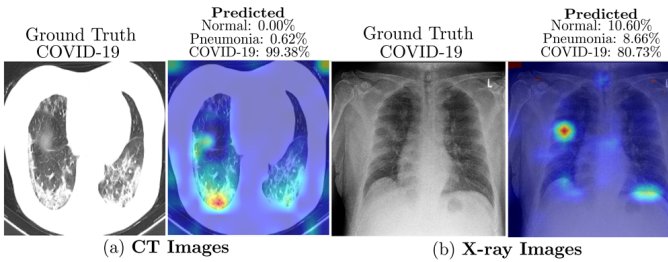 Ground Truth
COVID-19
Predicted
Normal: 0.00%
Pneumonia: 0.62%
COVID-19: 99.38%
Ground Truth
COVID-19
Predicted
Normal: 10.60%
Pneumonia: 8.66%
COVID-19: 80.73%
L
(a) CT Images
(b) X-ray Images